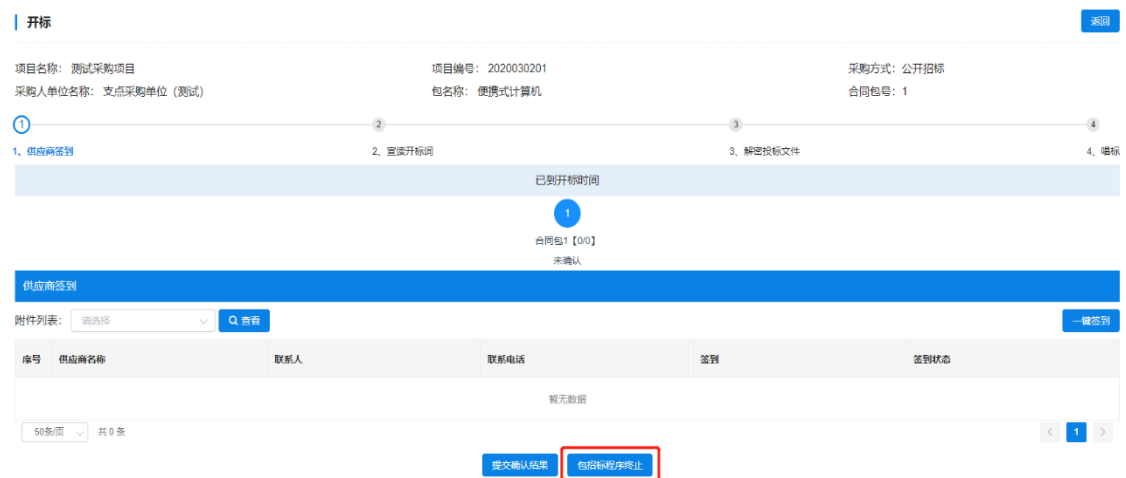 开标
返回
项目名称： 测试采购项目 项目编号： 2020030201 采购方式：公开招标
采购人单位名称： 支点采购单位（测试） 包名称： 便携式计算机 合同包号：1
1 2 3 4
1、供应商签到 2、宣读开标词 3、解密投标文件 4、唱标
已到开标时间
1
合同包1【0/0】
未确认
供应商签到
附件列表： 请选择 查看 一键签到
序号 供应商名称 联系人 联系电话 签到 签到状态
暂无数据
50条/页 共 0 条 < 1 >
提交确认结果 包招标程序终止